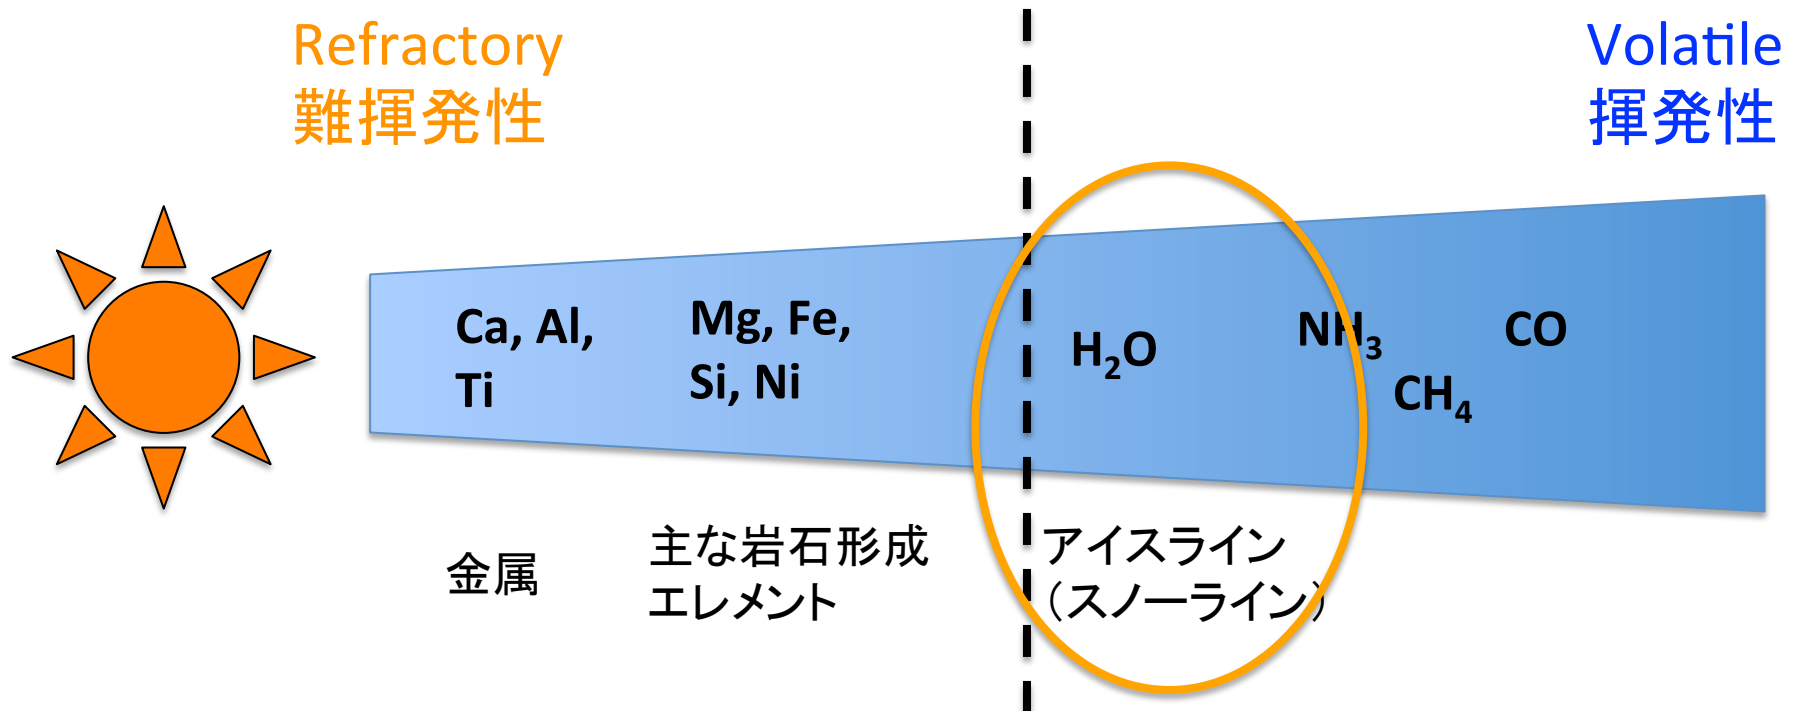 Refractory
難揮発性
Volatile
揮発性
Ca, Al,
Ti
Mg, Fe,
Si, Ni
H₂O
NH₃
CH₄
CO
金属
主な岩石形成
エレメント
アイスライン
（スノーライン）